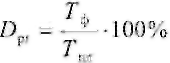 Dрг = Tф / Tпл · 100%